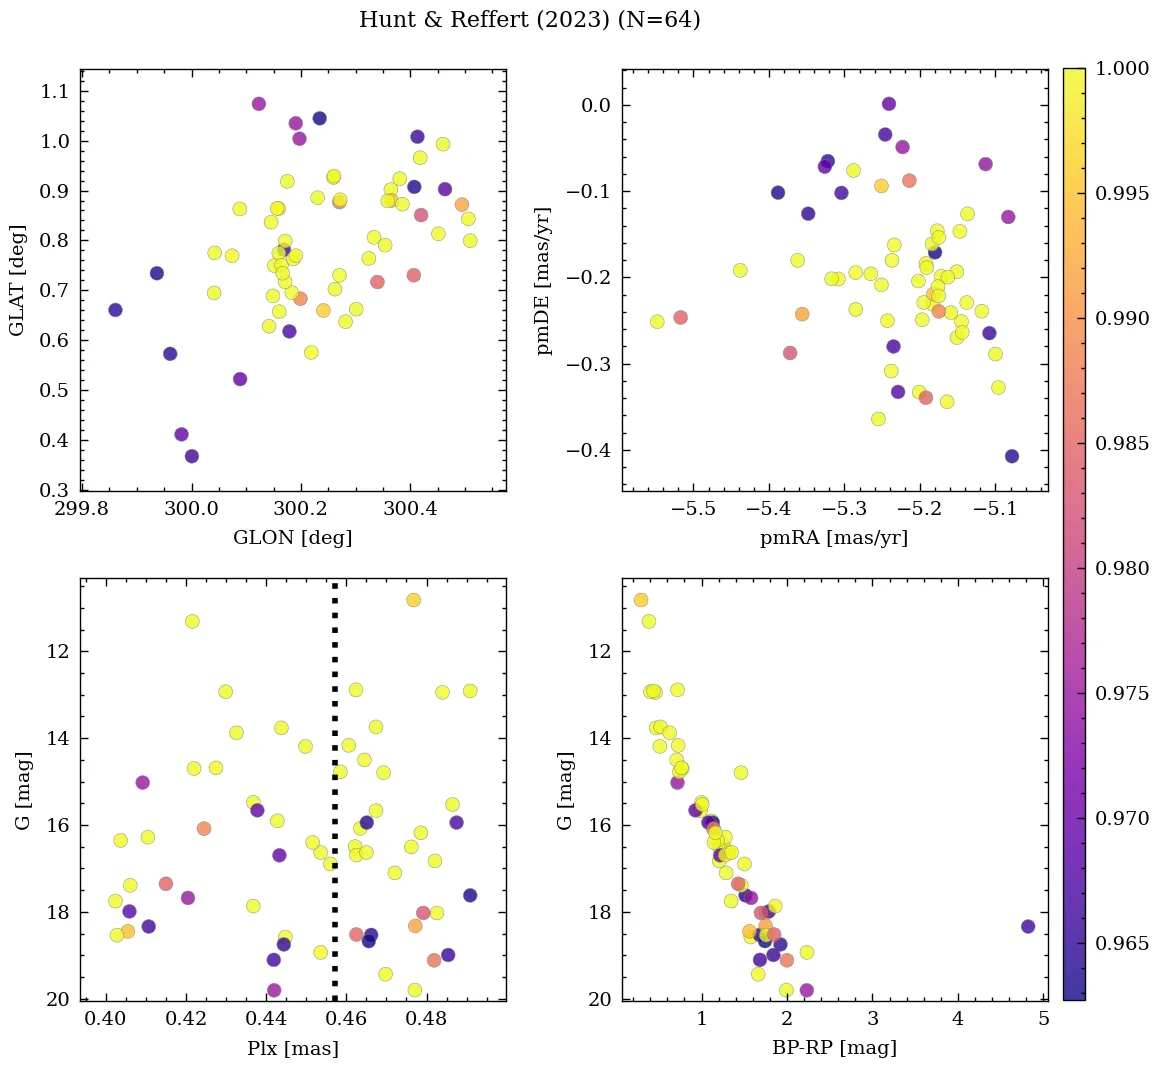 Hunt & Reffert (2023) (N=64)
1.1
1.0
0.9
0.8
0.7
0.6
0.5
0.4
0.3
GLAT [deg]
299.8 300.0 300.2 300.4
GLON [deg]
0.0
−0.1
−0.2
−0.3
−0.4
pmDE [mas/yr]
−5.5 −5.4 −5.3 −5.2 −5.1
pmRA [mas/yr]
12
14
16
18
20
G [mag]
0.40 0.42 0.44 0.46 0.48
Plx [mas]
12
14
16
18
20
G [mag]
1 2 3 4 5
BP-RP [mag]
1.000
0.995
0.990
0.985
0.980
0.975
0.970
0.965